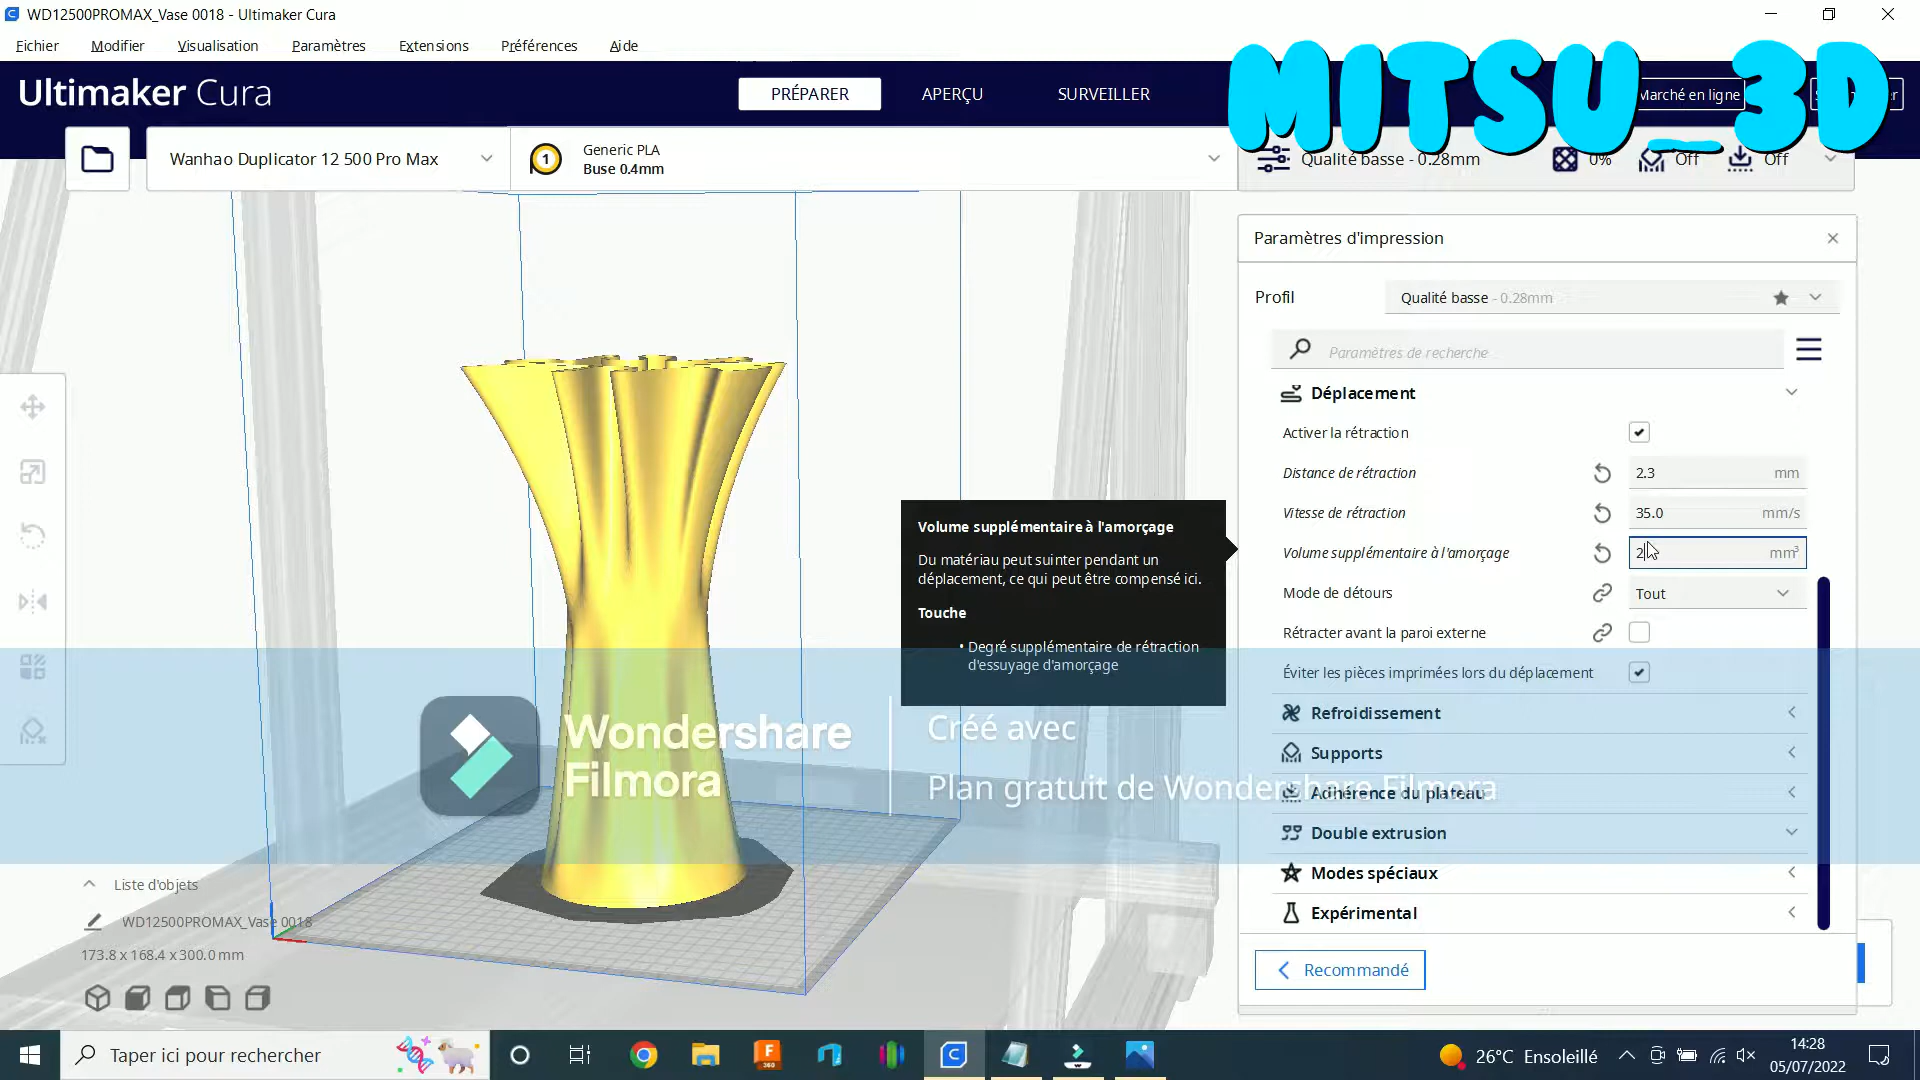 WD12500PROMAX_Vase 0018 - Ultimaker Cura
Fichier Modifier Visualisation Paramètres Extensions Préférences Aide
Ultimaker Cura
PRÉPARER APERÇU SURVEILLER
MITSU_3D
Marché en ligne
Wanhao Duplicator 12 500 Pro Max
1
Generic PLA
Buse 0.4mm
Qualité basse - 0.28mm 0% Off Off
Paramètres d'impression
Profil Qualité basse - 0.28mm
Paramètres de recherche
Déplacement
Activer la rétraction
Distance de rétraction 2.3 mm
Vitesse de rétraction 35.0 mm/s
Volume supplémentaire à l'amorçage 2 mm³
Mode de détours Tout
Rétracter avant la paroi externe
Éviter les pièces imprimées lors du déplacement
Refroidissement
Supports
Adhérence du plateau
Double extrusion
Modes spéciaux
Expérimental
Recommandé
Volume supplémentaire à l'amorçage
Du matériau peut suinter pendant un
déplacement, ce qui peut être compensé ici.
Touche
• Degré supplémentaire de rétraction
d'essuyage d'amorçage
Wondershare
Filmora
Créé avec
Plan gratuit de Wondershare Filmora
Liste d'objets
WD12500PROMAX_Vase 0018
173.8 x 168.4 x 300.0 mm
Taper ici pour rechercher
F
360
26°C Ensoleillé
14:28
05/07/2022